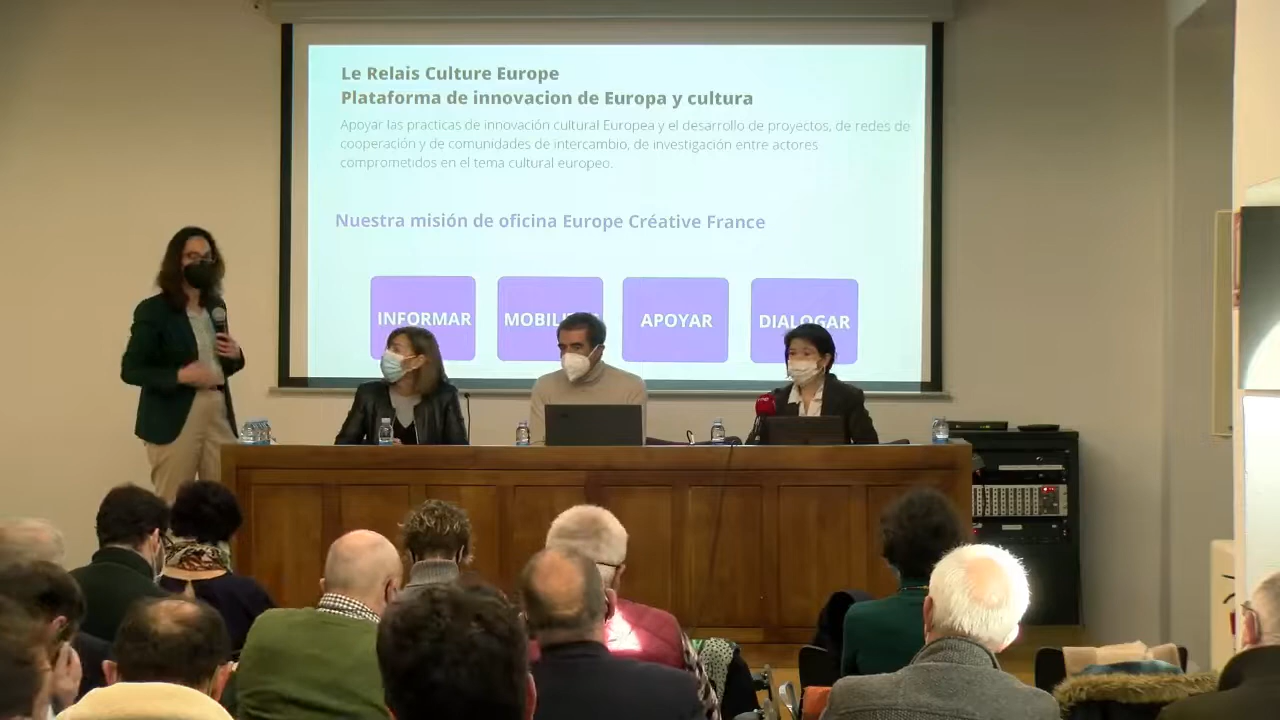 Le Relais Culture Europe
Plataforma de innovacion de Europa y cultura
Apoyar las practicas de innovación cultural Europea y el desarrollo de proyectos, de redes de
cooperación y de comunidades de intercambio, de investigación entre actores
comprometidos en el tema cultural europeo.
Nuestra misión de oficina Europe Créative France
INFORMAR
APOYAR
DIALOGAR